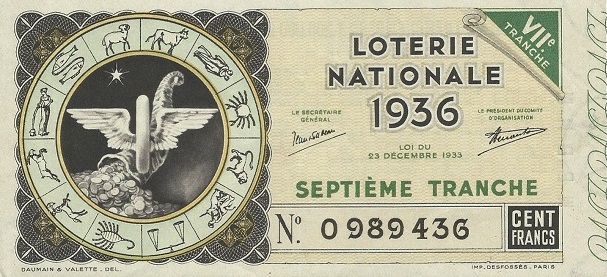 VIIe
TRANCHE
LOTERIE
NATIONALE
1936
LE SECRÉTAIRE
GÉNÉRAL
LE PRÉSIDENT DU COMITÉ
D'ORGANISATION
LOI DU
23 DÉCEMBRE 1933
SEPTIÈME TRANCHE
No. 0989436
CENT
FRANCS
DAUMAIN & VALETTE, DEL.
IMP. DESFOSSÉS, PARIS